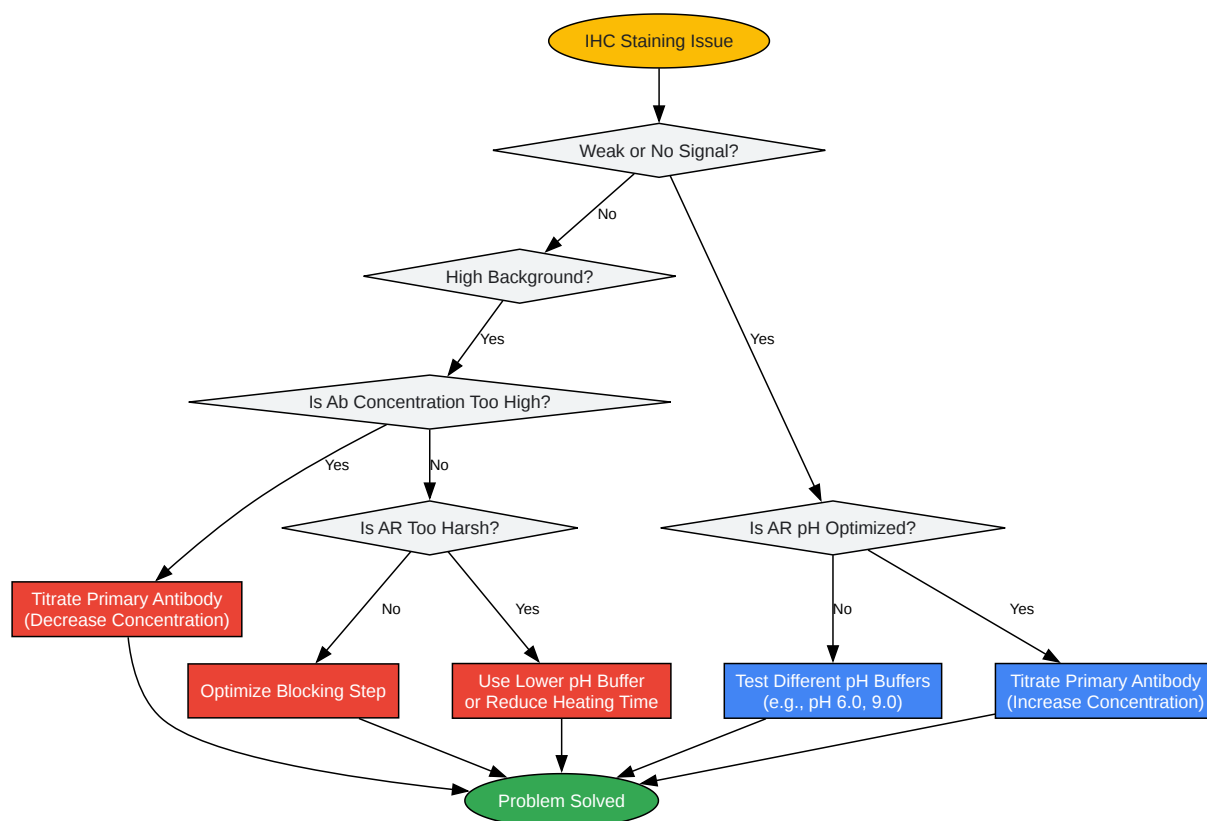 IHC Staining Issue
Weak or No Signal?
No
High Background?
Yes
Yes
Is Ab Concentration Too High?
Yes
No
Is AR Too Harsh?
Is AR pH Optimized?
Titrate Primary Antibody
(Decrease Concentration)
No
Yes
No
Yes
Optimize Blocking Step
Use Lower pH Buffer
or Reduce Heating Time
Test Different pH Buffers
(e.g., pH 6.0, 9.0)
Titrate Primary Antibody
(Increase Concentration)
Problem Solved